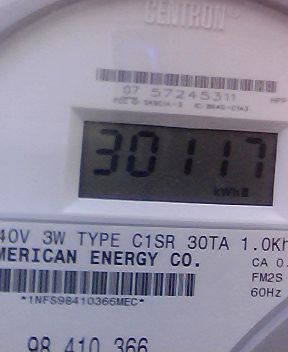 CENTRON®
07 57245311
30117
kWh
40V 3W TYPE C1SR 30TA 1.0Kh
MERICAN ENERGY CO.
CA 0.
FM2S
60Hz
*1NFS98410366MEC*
98 410 366